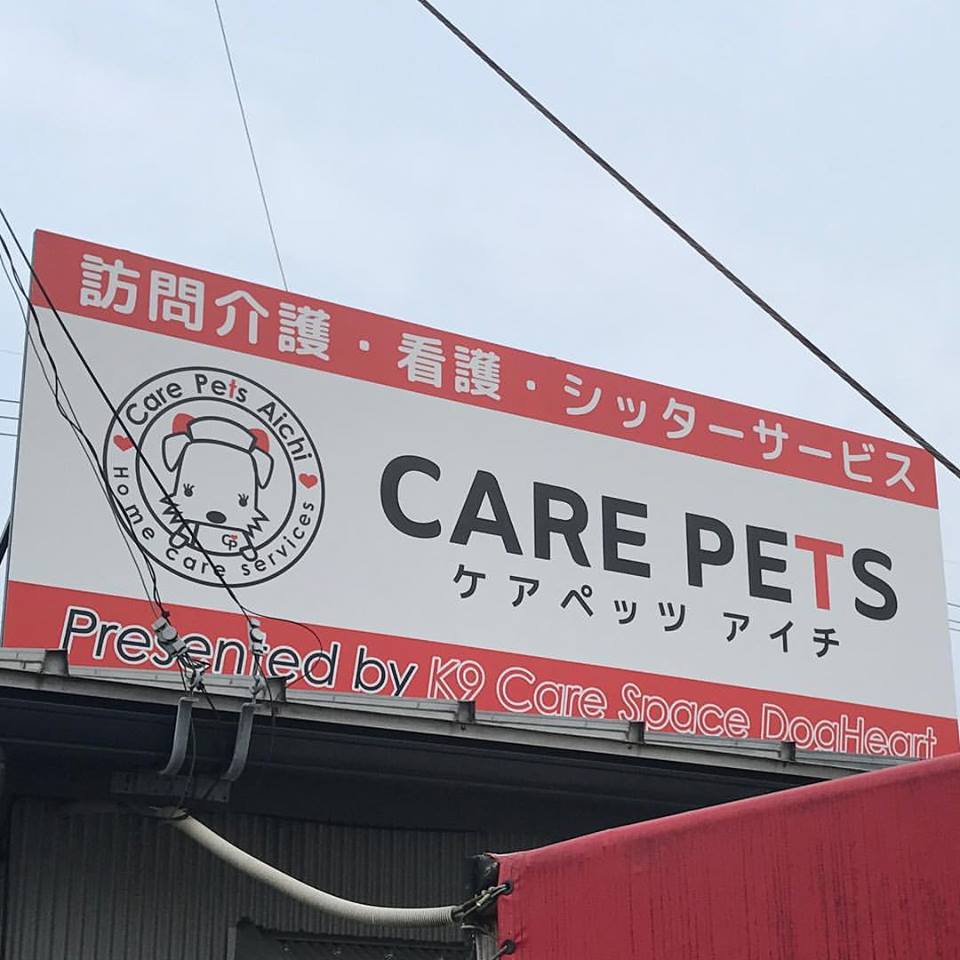 訪問介護・看護・シッターサービス
Care Pets Aichi
Home care services
CP
CARE PETS
ケアペッツ アイチ
Presented by K9 Care Space DogHeart